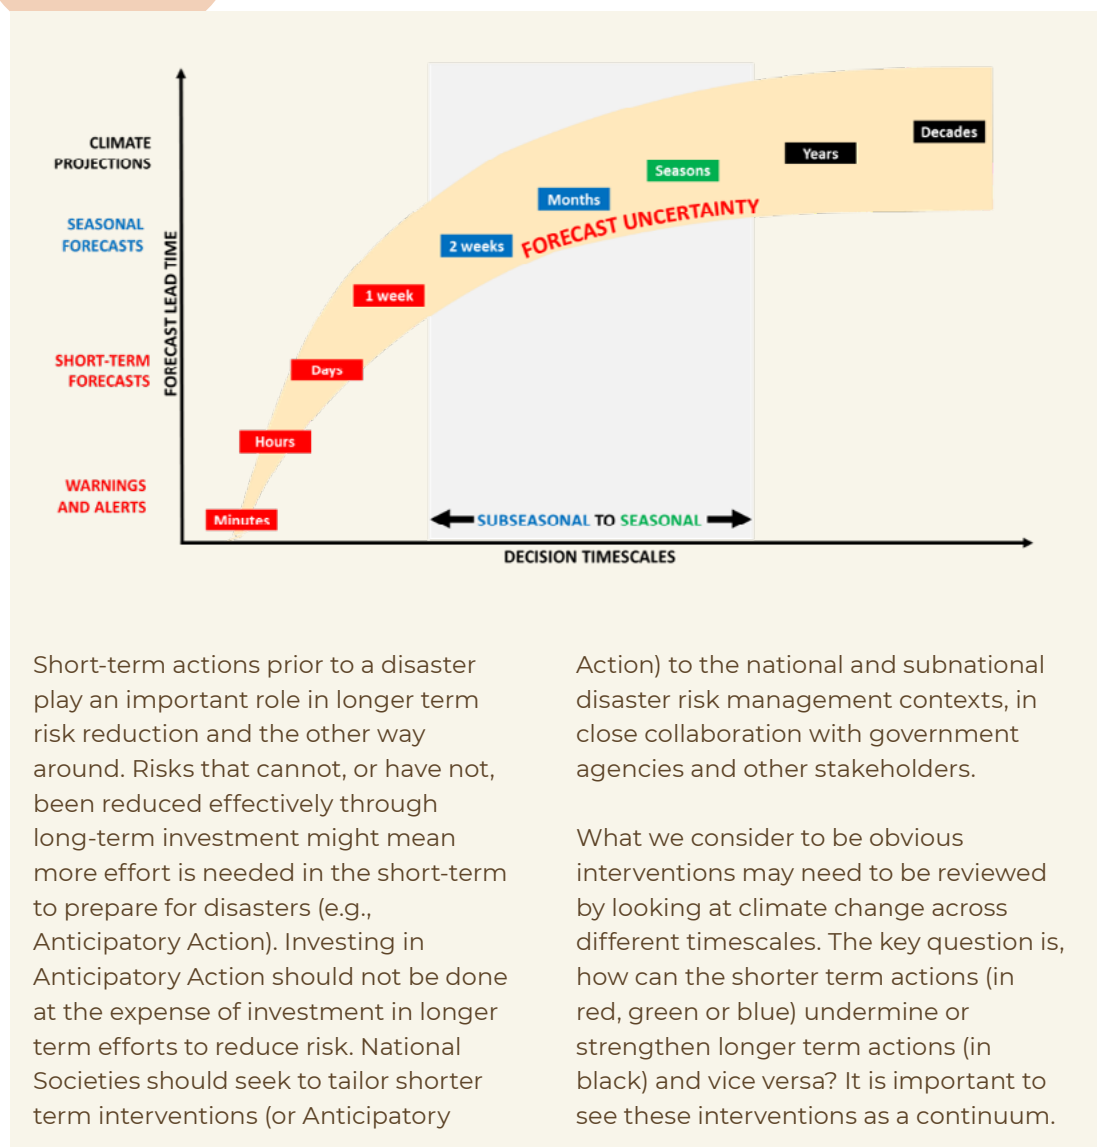 CLIMATE
PROJECTIONS
SEASONAL
FORECASTS
SHORT-TERM
FORECASTS
WARNINGS
AND ALERTS
FORECAST LEAD TIME
Decades
Years
Seasons
Months
2 weeks
1 week
Days
Hours
Minutes
FORECAST UNCERTAINTY
SUBSEASONAL TO SEASONAL
DECISION TIMESCALES
Short-term actions prior to a disaster
play an important role in longer term
risk reduction and the other way
around. Risks that cannot, or have not,
been reduced effectively through
long-term investment might mean
more effort is needed in the short-term
to prepare for disasters (e.g.,
Anticipatory Action). Investing in
Anticipatory Action should not be done
at the expense of investment in longer
term efforts to reduce risk. National
Societies should seek to tailor shorter
term interventions (or Anticipatory
Action) to the national and subnational
disaster risk management contexts, in
close collaboration with government
agencies and other stakeholders.
What we consider to be obvious
interventions may need to be reviewed
by looking at climate change across
different timescales. The key question is,
how can the shorter term actions (in
red, green or blue) undermine or
strengthen longer term actions (in
black) and vice versa? It is important to
see these interventions as a continuum.